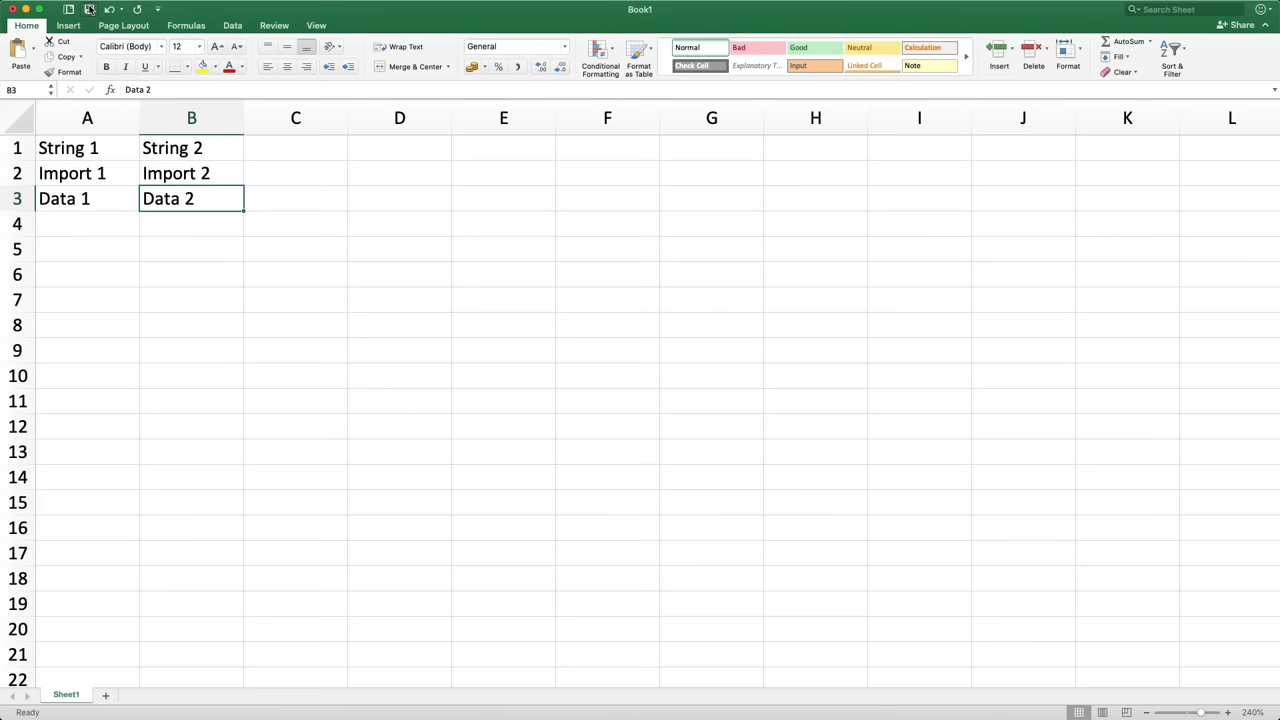 Book1
Search Sheet
Home Insert Page Layout Formulas Data Review View
Share
Paste
Cut
Copy
Format
Calibri (Body) 12
B I U
Wrap Text
Merge & Center
General
Conditional Formatting
Format as Table
Normal Bad Good Neutral Calculation
Check Cell Explanatory T... Input Linked Cell Note
Insert Delete Format
AutoSum
Fill
Clear
Sort & Filter
B3 fx Data 2
A B C D E F G H I J K L
1 String 1 String 2
2 Import 1 Import 2
3 Data 1 Data 2
4
5
6
7
8
9
10
11
12
13
14
15
16
17
18
19
20
21
22
Sheet1
Ready
240%